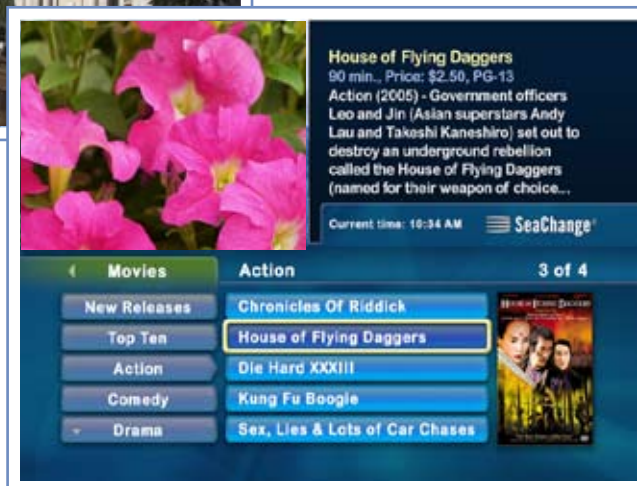 House of Flying Daggers
90 min., Price: $2.50, PG-13
Action (2005) - Government officers
Leo and Jin (Asian superstars Andy
Lau and Takeshi Kaneshiro) set out to
destroy an underground rebellion
called the House of Flying Daggers
(named for their weapon of choice...
Current time: 10:34 AM
SeaChange
Movies
Action
3 of 4
New Releases
Top Ten
Action
Comedy
Drama
Chronicles Of Riddick
House of Flying Daggers
Die Hard XXXIII
Kung Fu Boogie
Sex, Lies & Lots of Car Chases
House of Flying Daggers